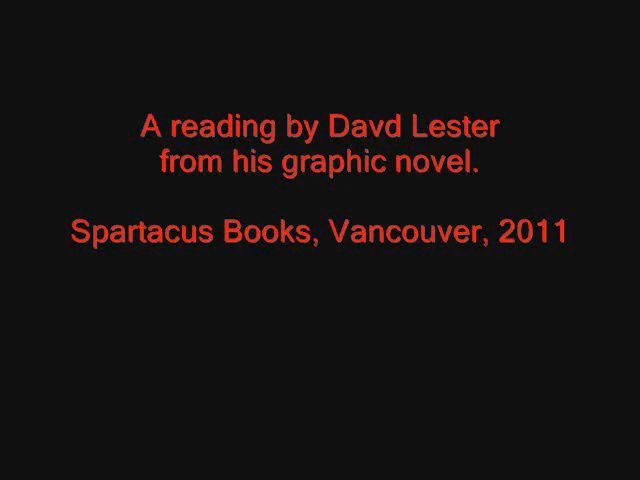 A reading by Davd Lester
from his graphic novel.
Spartacus Books, Vancouver, 2011